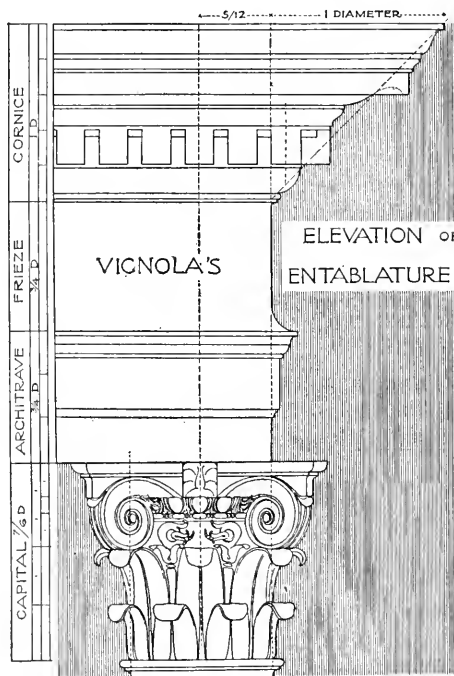 5/12
1 DIAMETER
CORNICE
D
FRIEZE
3/4 D
ARCHITRAVE
3/4 D
CAPITAL 7/6 D
VIGNOLA'S
ELEVATION OF
ENTABLATURE